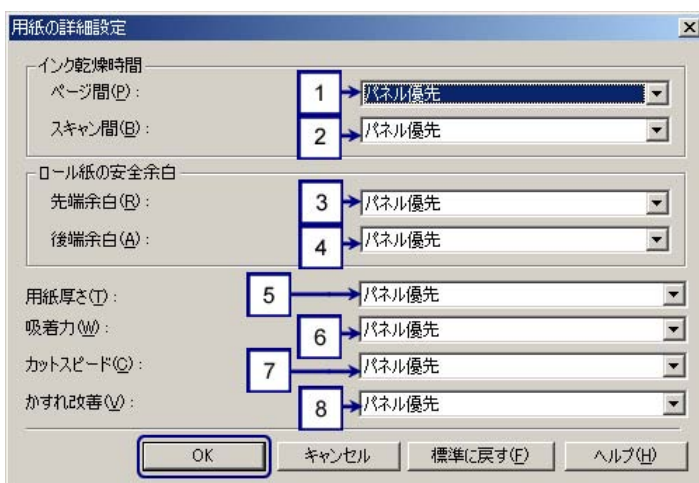 用紙の詳細設定
インク乾燥時間
ページ間(P) : 1 パネル優先
スキャン間(B) : 2 パネル優先
ロール紙の安全余白
先端余白(R) : 3 パネル優先
後端余白(A) : 4 パネル優先
用紙厚さ(T) : 5 パネル優先
吸着力(W) : 6 パネル優先
カットスピード(C) : 7 パネル優先
かすれ改善(V) : 8 パネル優先
OK キャンセル 標準に戻す(F) ヘルプ(H)